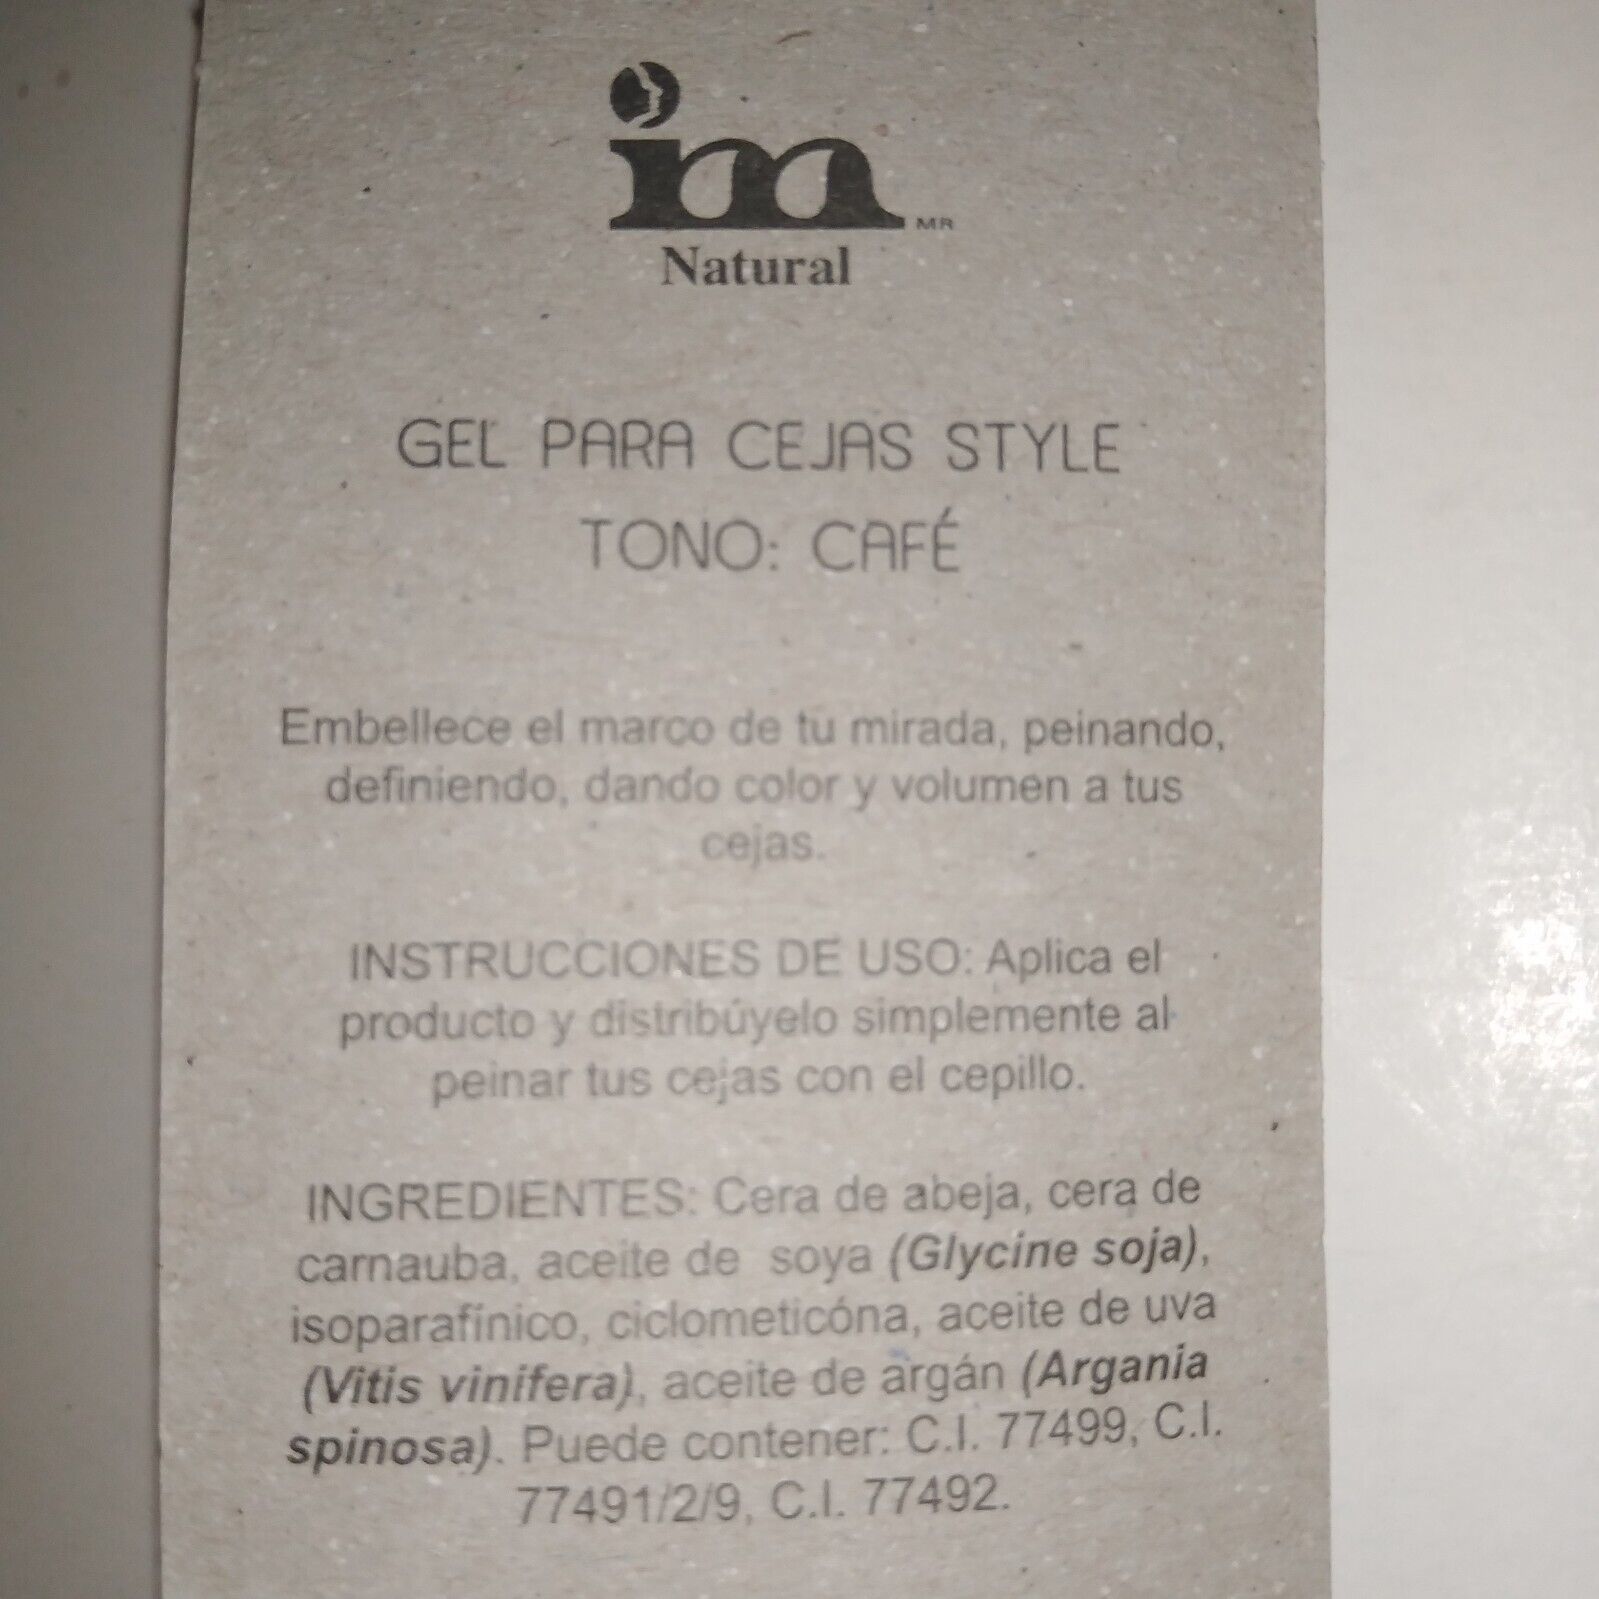 im MR
Natural
GEL PARA CEJAS STYLE
TONO: CAFÉ
Embellece el marco de tu mirada, peinando,
definiendo, dando color y volumen a tus
cejas.
INSTRUCCIONES DE USO: Aplica el
producto y distribúyelo simplemente al
peinar tus cejas con el cepillo.
INGREDIENTES: Cera de abeja, cera de
carnauba, aceite de soya (Glycine soja),
isoparafínico, ciclometicóna, aceite de uva
(Vitis vinifera), aceite de argán (Argania
spinosa). Puede contener: C.I. 77499, C.I.
77491/2/9, C.I. 77492.